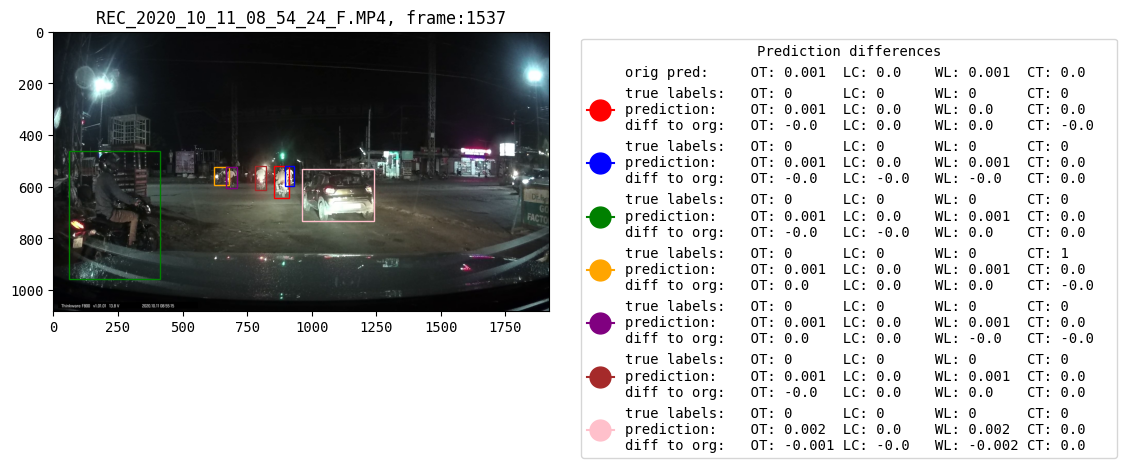 REC_2020_10_11_08_54_24_F.MP4, frame:1537
0
200
400
600
800
1000
0 250 500 750 1000 1250 1500 1750
Prediction differences
orig pred: OT: 0.001 LC: 0.0 WL: 0.001 CT: 0.0
true labels: OT: 0 LC: 0 WL: 0 CT: 0
prediction: OT: 0.001 LC: 0.0 WL: 0.0 CT: 0.0
diff to org: OT: -0.0 LC: 0.0 WL: 0.0 CT: -0.0
true labels: OT: 0 LC: 0 WL: 0 CT: 0
prediction: OT: 0.001 LC: 0.0 WL: 0.001 CT: 0.0
diff to org: OT: -0.0 LC: 0.0 WL: -0.0 CT: 0.0
true labels: OT: 0 LC: 0 WL: 0 CT: 0
prediction: OT: 0.001 LC: 0.0 WL: 0.001 CT: 0.0
diff to org: OT: -0.0 LC: -0.0 WL: 0.0 CT: 0.0
true labels: OT: 0 LC: 0 WL: 0 CT: 1
prediction: OT: 0.001 LC: 0.0 WL: 0.001 CT: 0.0
diff to org: OT: 0.0 LC: 0.0 WL: 0.0 CT: -0.0
true labels: OT: 0 LC: 0 WL: 0 CT: 0
prediction: OT: 0.001 LC: 0.0 WL: 0.001 CT: 0.0
diff to org: OT: 0.0 LC: 0.0 WL: -0.0 CT: -0.0
true labels: OT: 0 LC: 0 WL: 0 CT: 0
prediction: OT: 0.001 LC: 0.0 WL: 0.001 CT: 0.0
diff to org: OT: -0.0 LC: 0.0 WL: 0.0 CT: 0.0
true labels: OT: 0 LC: 0 WL: 0 CT: 0
prediction: OT: 0.002 LC: 0.0 WL: 0.002 CT: 0.0
diff to org: OT: -0.001 LC: -0.0 WL: -0.002 CT: 0.0